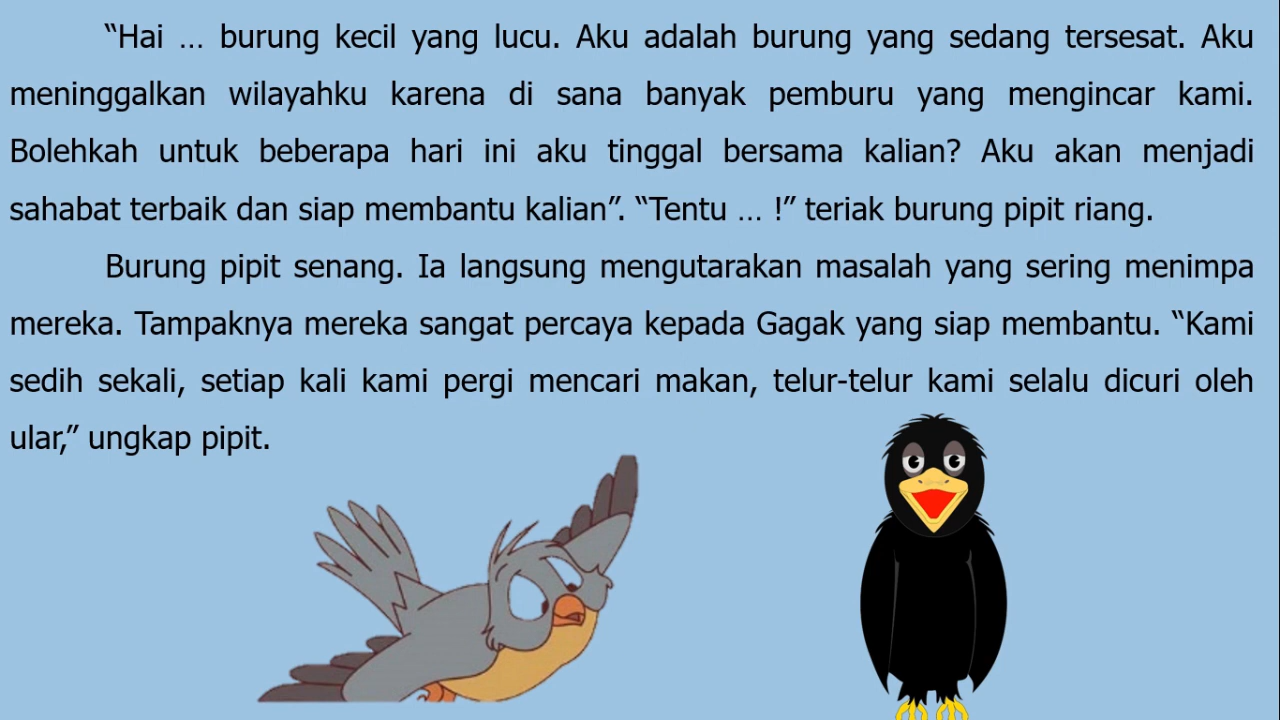 “Hai … burung kecil yang lucu. Aku adalah burung yang sedang tersesat. Aku
meninggalkan wilayahku karena di sana banyak pemburu yang mengincar kami.
Bolehkah untuk beberapa hari ini aku tinggal bersama kalian? Aku akan menjadi
sahabat terbaik dan siap membantu kalian”. “Tentu … !” teriak burung pipit riang.
Burung pipit senang. Ia langsung mengutarakan masalah yang sering menimpa
mereka. Tampaknya mereka sangat percaya kepada Gagak yang siap membantu. “Kami
sedih sekali, setiap kali kami pergi mencari makan, telur-telur kami selalu dicuri oleh
ular,” ungkap pipit.